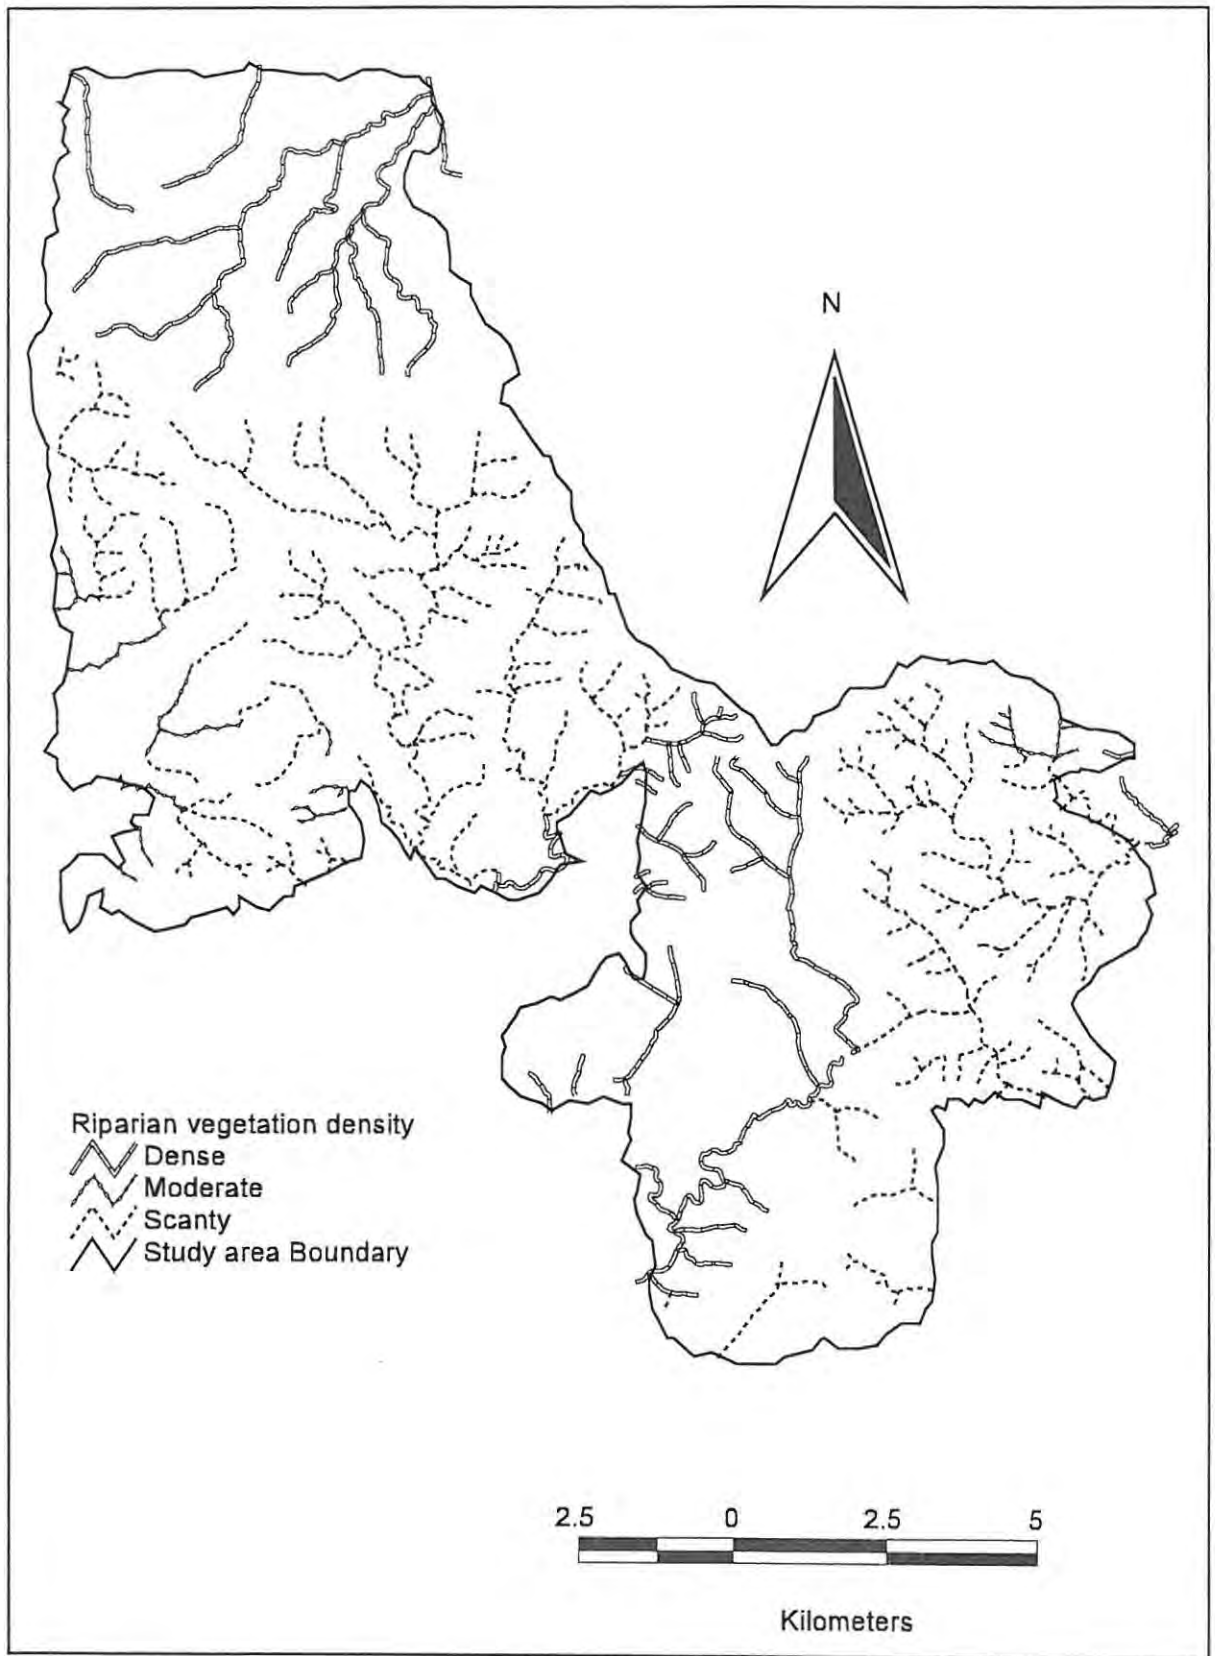 N
Riparian vegetation density
Dense
Moderate
Scanty
Study area Boundary
2.5 0 2.5 5
Kilometers